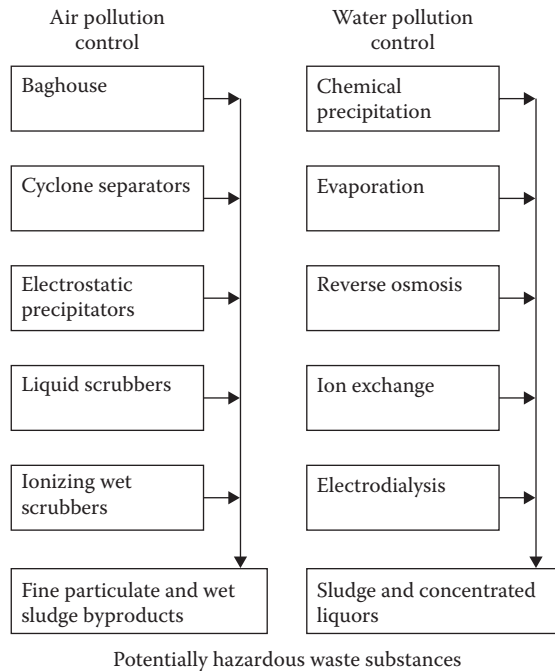 Air pollution
control
Baghouse
Cyclone separators
Electrostatic
precipitators
Liquid scrubbers
Ionizing wet
scrubbers
Fine particulate and wet
sludge byproducts
Water pollution
control
Chemical
precipitation
Evaporation
Reverse osmosis
Ion exchange
Electrodialysis
Sludge and concentrated
liquors
Potentially hazardous waste substances